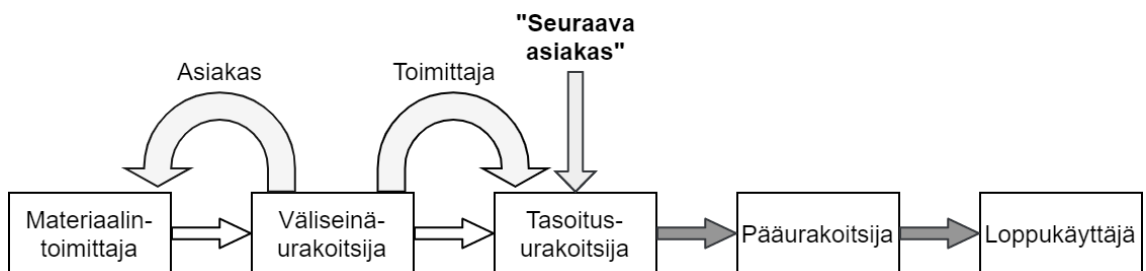 "Seuraava
asiakas"
Asiakas
Toimittaja
Materiaalin-
toimittaja
Väliseinä-
urakoitsija
Tasoitus-
urakoitsija
Pääurakoitsija
Loppukäyttäjä